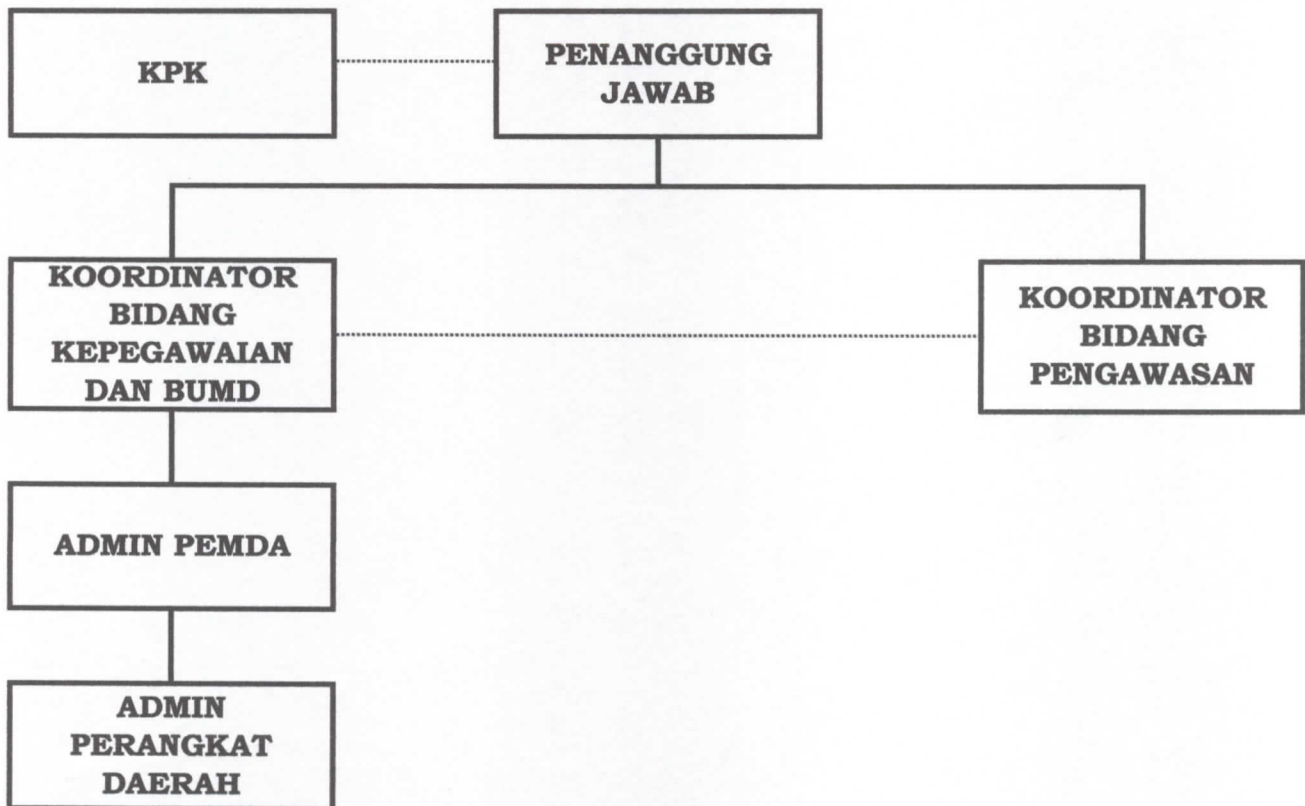 KPK
PENANGGUNG
JAWAB
KOORDINATOR
BIDANG
KEPEGAWAIAN
DAN BUMD
KOORDINATOR
BIDANG
PENGAWASAN
ADMIN PEMDA
ADMIN
PERANGKAT
DAERAH